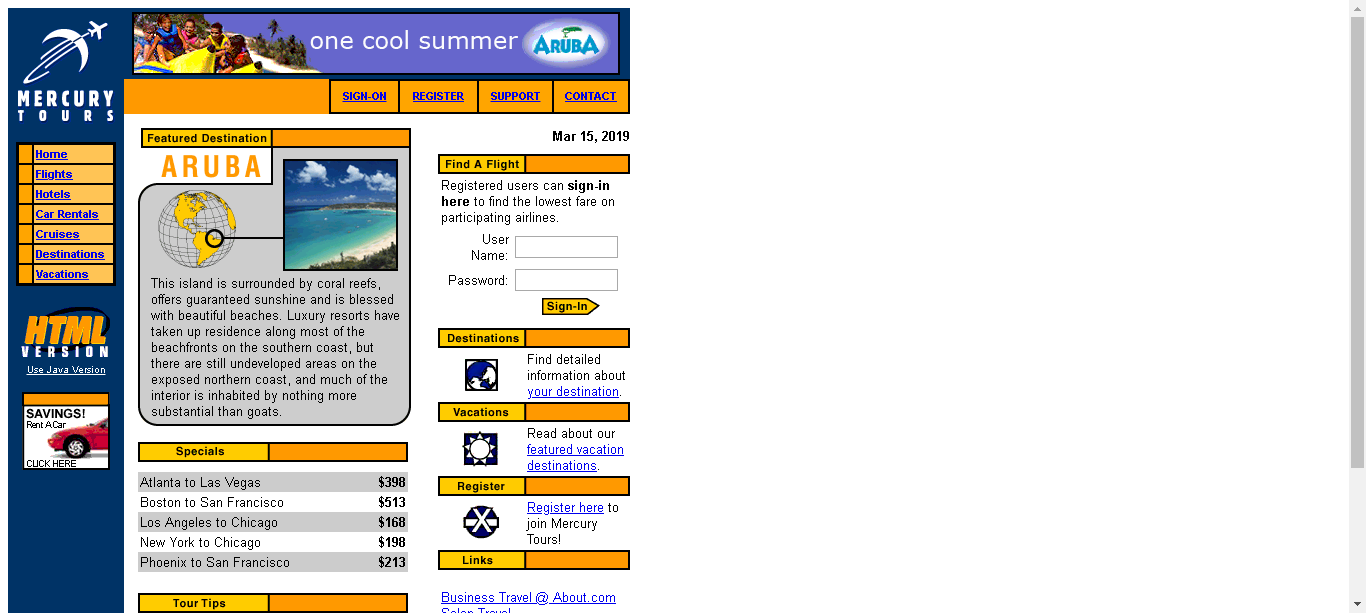 MERCURY
TOURS
one cool summer
ARUBA
SIGN-ON
REGISTER
SUPPORT
CONTACT
Home
Flights
Hotels
Car Rentals
Cruises
Destinations
Vacations
HTML
VERSION
Use Java Version
SAVINGS!
Rent A Car
CLICK HERE
Featured Destination
ARUBA
This island is surrounded by coral reefs,
offers guaranteed sunshine and is blessed
with beautiful beaches. Luxury resorts have
taken up residence along most of the
beachfronts on the southern coast, but
there are still undeveloped areas on the
exposed northern coast, and much of the
interior is inhabited by nothing more
substantial than goats.
Specials
Atlanta to Las Vegas $398
Boston to San Francisco $513
Los Angeles to Chicago $168
New York to Chicago $198
Phoenix to San Francisco $213
Tour Tips
Mar 15, 2019
Find A Flight
Registered users can sign-in
here to find the lowest fare on
participating airlines.
User
Name:
Password:
Sign-In
Destinations
Find detailed
information about
your destination.
Vacations
Read about our
featured vacation
destinations.
Register
Register here to
join Mercury
Tours!
Links
Business Travel @ About.com